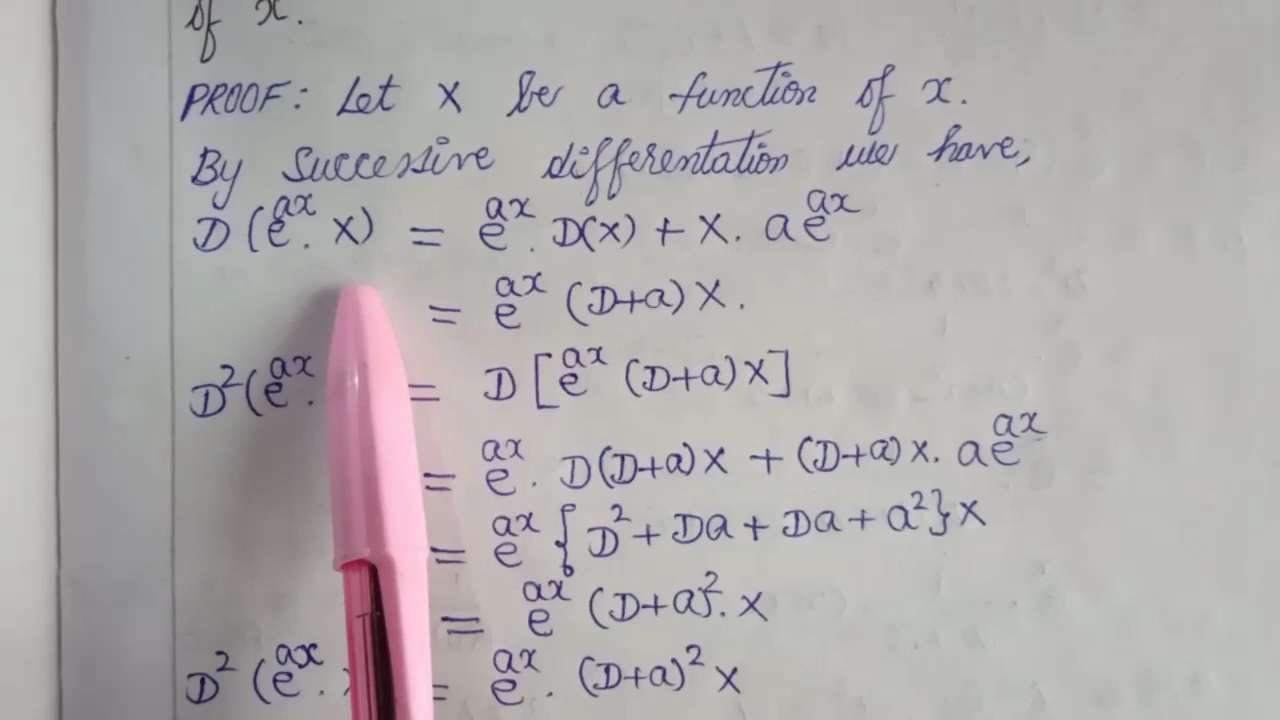 of x.
PROOF: Let X be a function of x.
By Successive differentation we have,
D(e^{ax}. X) = e^{ax}. D(X) + X. ae^{ax}
= e^{ax} (D+a) X.
D²(e^{ax}. = D[e^{ax} (D+a)X]
= e^{ax}. D(D+a)X + (D+a)X. ae^{ax}
= e^{ax} {D² + Da + Da + a²}X
= e^{ax} (D+a)². X
D² (e^{ax}. = e^{ax}. (D+a)² X